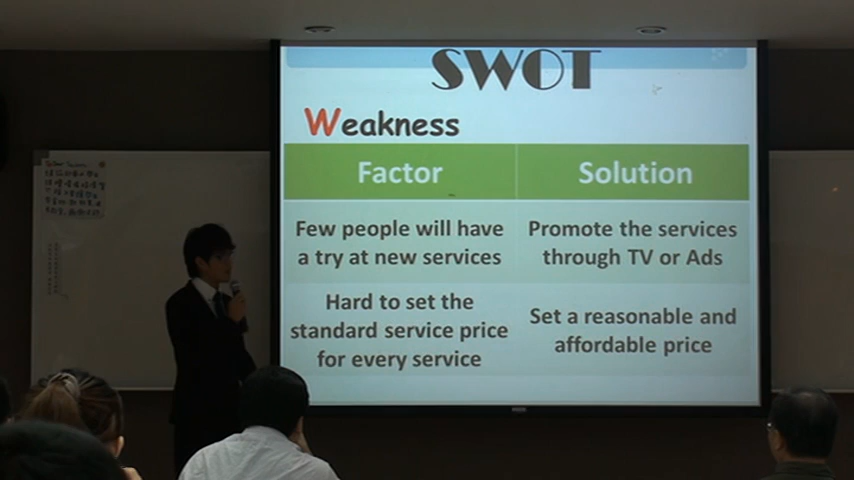 SWOT
Weakness
Factor
Solution
Few people will have
a try at new services
Promote the services
through TV or Ads
Hard to set the
standard service price
for every service
Set a reasonable and
affordable price